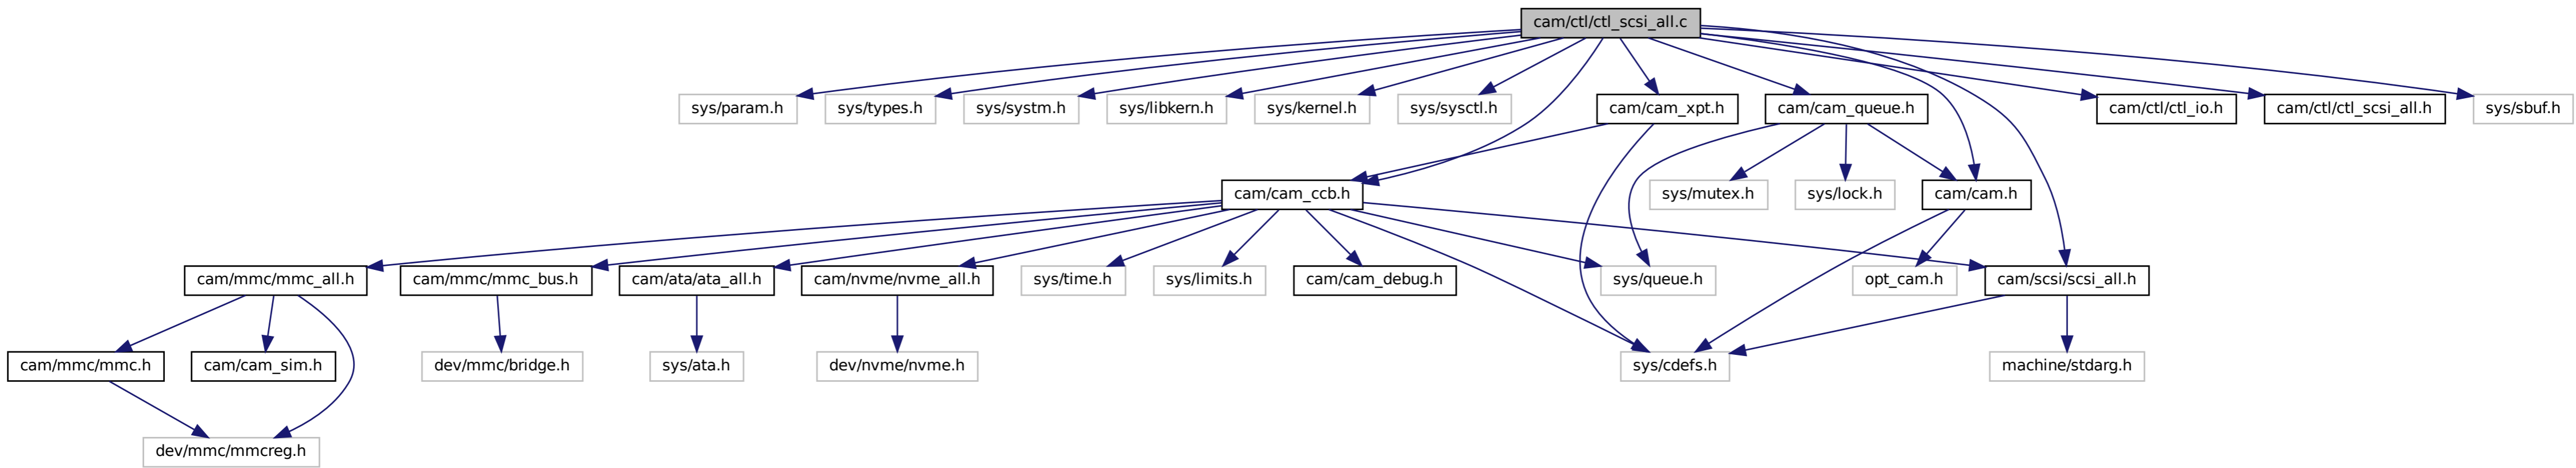 cam/ctl/ctl_scsi_all.c
sys/param.h
sys/types.h
sys/systm.h
sys/libkern.h
sys/kernel.h
sys/sysctl.h
cam/cam_xpt.h
cam/cam_queue.h
cam/ctl/ctl_io.h
cam/ctl/ctl_scsi_all.h
sys/sbuf.h
cam/cam_ccb.h
sys/mutex.h
sys/lock.h
cam/cam.h
cam/mmc/mmc_all.h
cam/mmc/mmc_bus.h
cam/ata/ata_all.h
cam/nvme/nvme_all.h
sys/time.h
sys/limits.h
cam/cam_debug.h
sys/queue.h
opt_cam.h
cam/scsi/scsi_all.h
cam/mmc/mmc.h
cam/cam_sim.h
dev/mmc/bridge.h
sys/ata.h
dev/nvme/nvme.h
sys/cdefs.h
machine/stdarg.h
dev/mmc/mmcreg.h